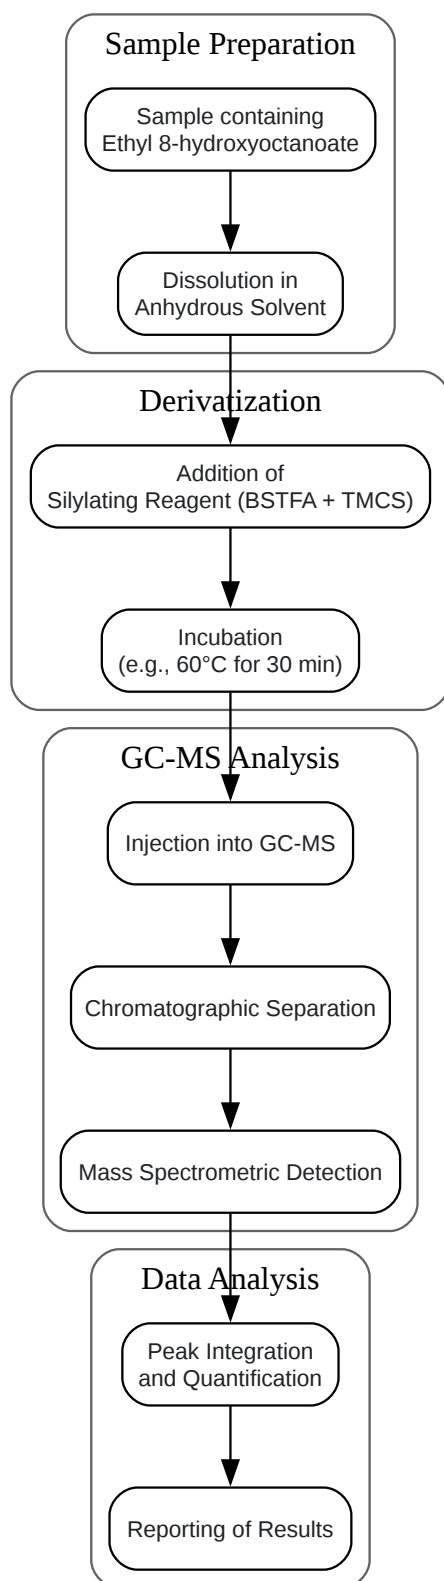 Sample Preparation
Sample containing
Ethyl 8-hydroxyoctanoate
Dissolution in
Anhydrous Solvent
Derivatization
Addition of
Silylating Reagent (BSTFA + TMCS)
Incubation
(e.g., 60°C for 30 min)
GC-MS Analysis
Injection into GC-MS
Chromatographic Separation
Mass Spectrometric Detection
Data Analysis
Peak Integration
and Quantification
Reporting of Results